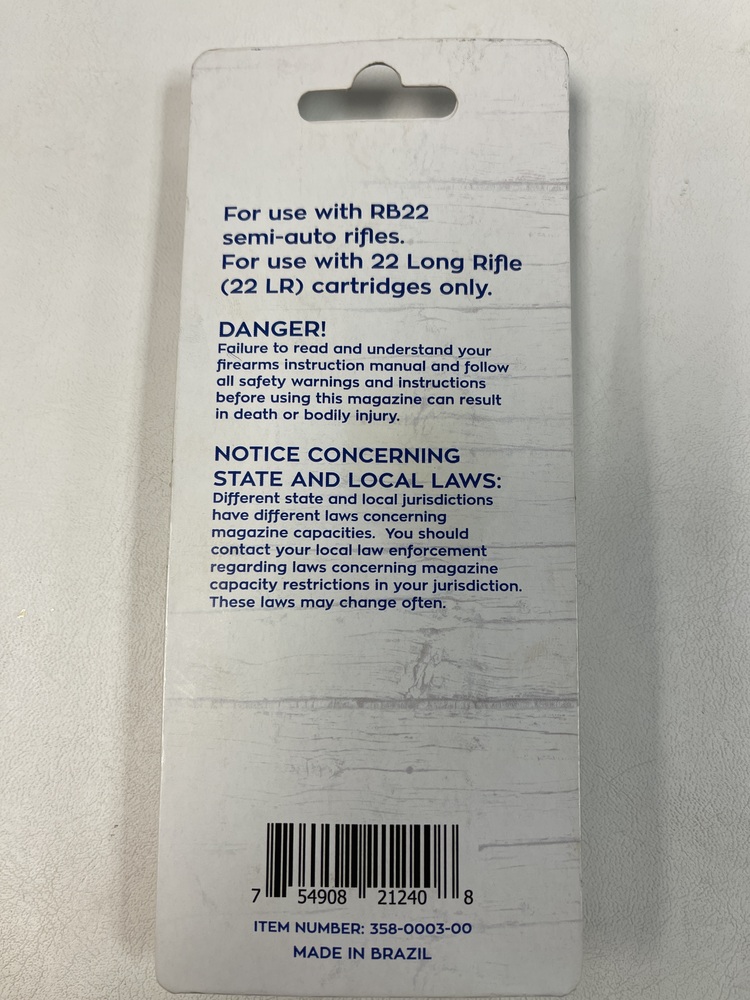 For use with RB22
semi-auto rifles.
For use with 22 Long Rifle
(22 LR) cartridges only.
DANGER!
Failure to read and understand your
firearms instruction manual and follow
all safety warnings and instructions
before using this magazine can result
in death or bodily injury.
NOTICE CONCERNING
STATE AND LOCAL LAWS:
Different state and local jurisdictions
have different laws concerning
magazine capacities. You should
contact your local law enforcement
regarding laws concerning magazine
capacity restrictions in your jurisdiction.
These laws may change often.
7 54908 21240 8
ITEM NUMBER: 358-0003-00
MADE IN BRAZIL